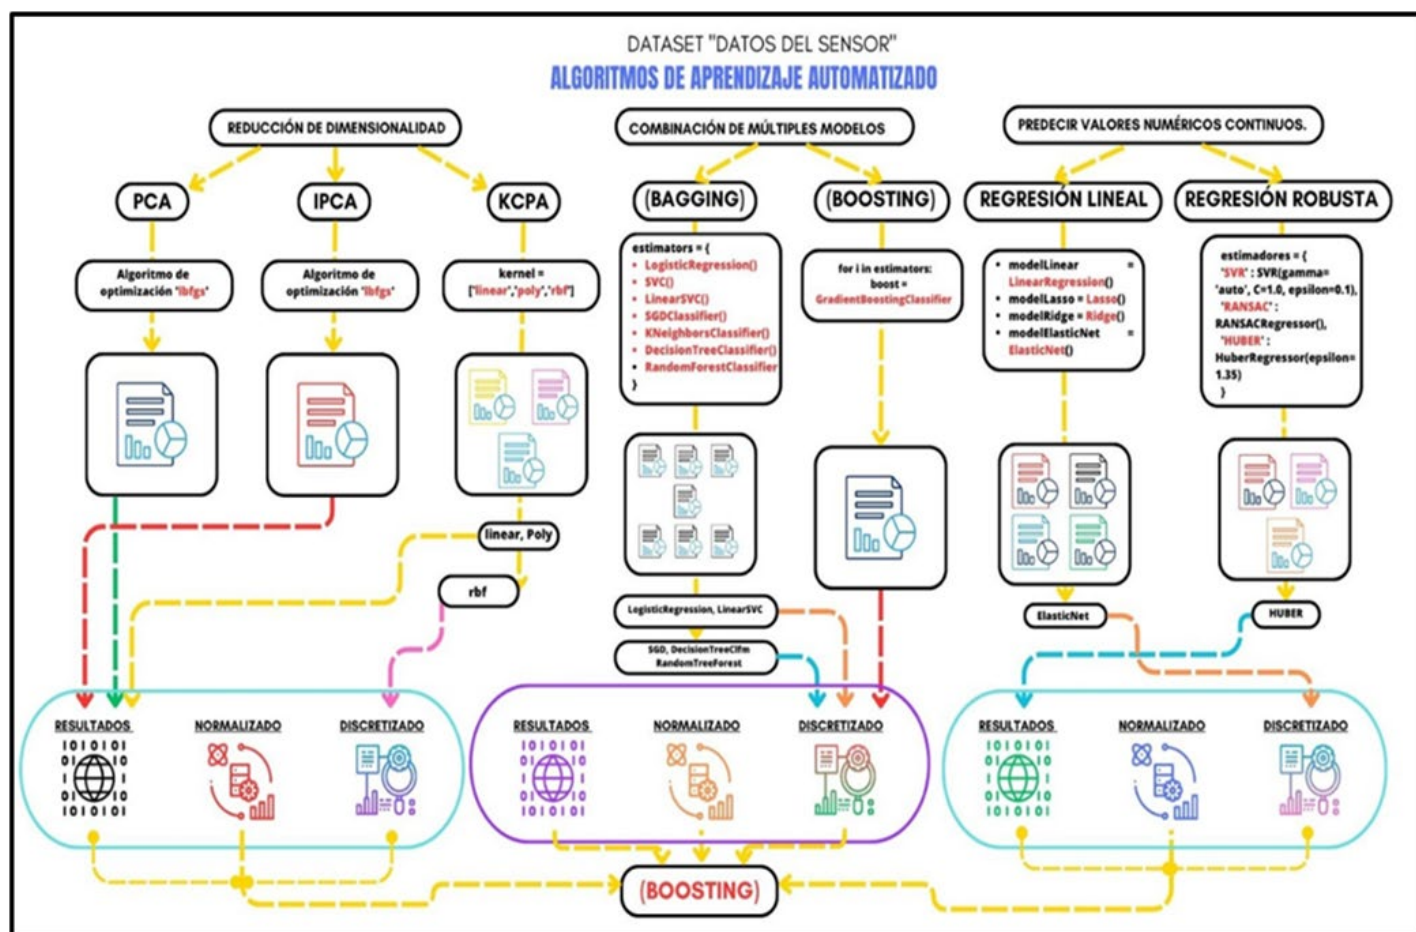 DATASET "DATOS DEL SENSOR"
ALGORITMOS DE APRENDIZAJE AUTOMATIZADO
REDUCCIÓN DE DIMENSIONALIDAD
COMBINACIÓN DE MÚLTIPLES MODELOS
PREDECIR VALORES NUMÉRICOS CONTINUOS.
PCA
IPCA
KCPA
(BAGGING)
(BOOSTING)
REGRESIÓN LINEAL
REGRESIÓN ROBUSTA
Algoritmo de
optimización 'lbfgs'
Algoritmo de
optimización 'lbfgs'
kernel =
['linear','poly','rbf']
estimators = {
• LogisticRegression()
• SVC()
• LinearSVC()
• SGDClassifier()
• KNeighborsClassifier()
• DecisionTreeClassifier()
• RandomForestClassifier
}
for i in estimators:
boost =
GradientBoostingClassifier
• modelLinear =
LinearRegression()
• modelLasso = Lasso()
• modelRidge = Ridge()
• modelElasticNet =
ElasticNet()
estimadores = {
'SVR' : SVR(gamma=
'auto', C=1.0, epsilon=0.1),
'RANSAC' :
RANSACRegressor(),
'HUBER' :
HuberRegressor(epsilon=
1.35)
}
linear, Poly
rbf
LogisticRegression, LinearSVC
SGD, DecisionTreeClfm
RandomTreeForest
ElasticNet
HUBER
RESULTADOS
NORMALIZADO
DISCRETIZADO
RESULTADOS
NORMALIZADO
DISCRETIZADO
RESULTADOS
NORMALIZADO
DISCRETIZADO
(BOOSTING)